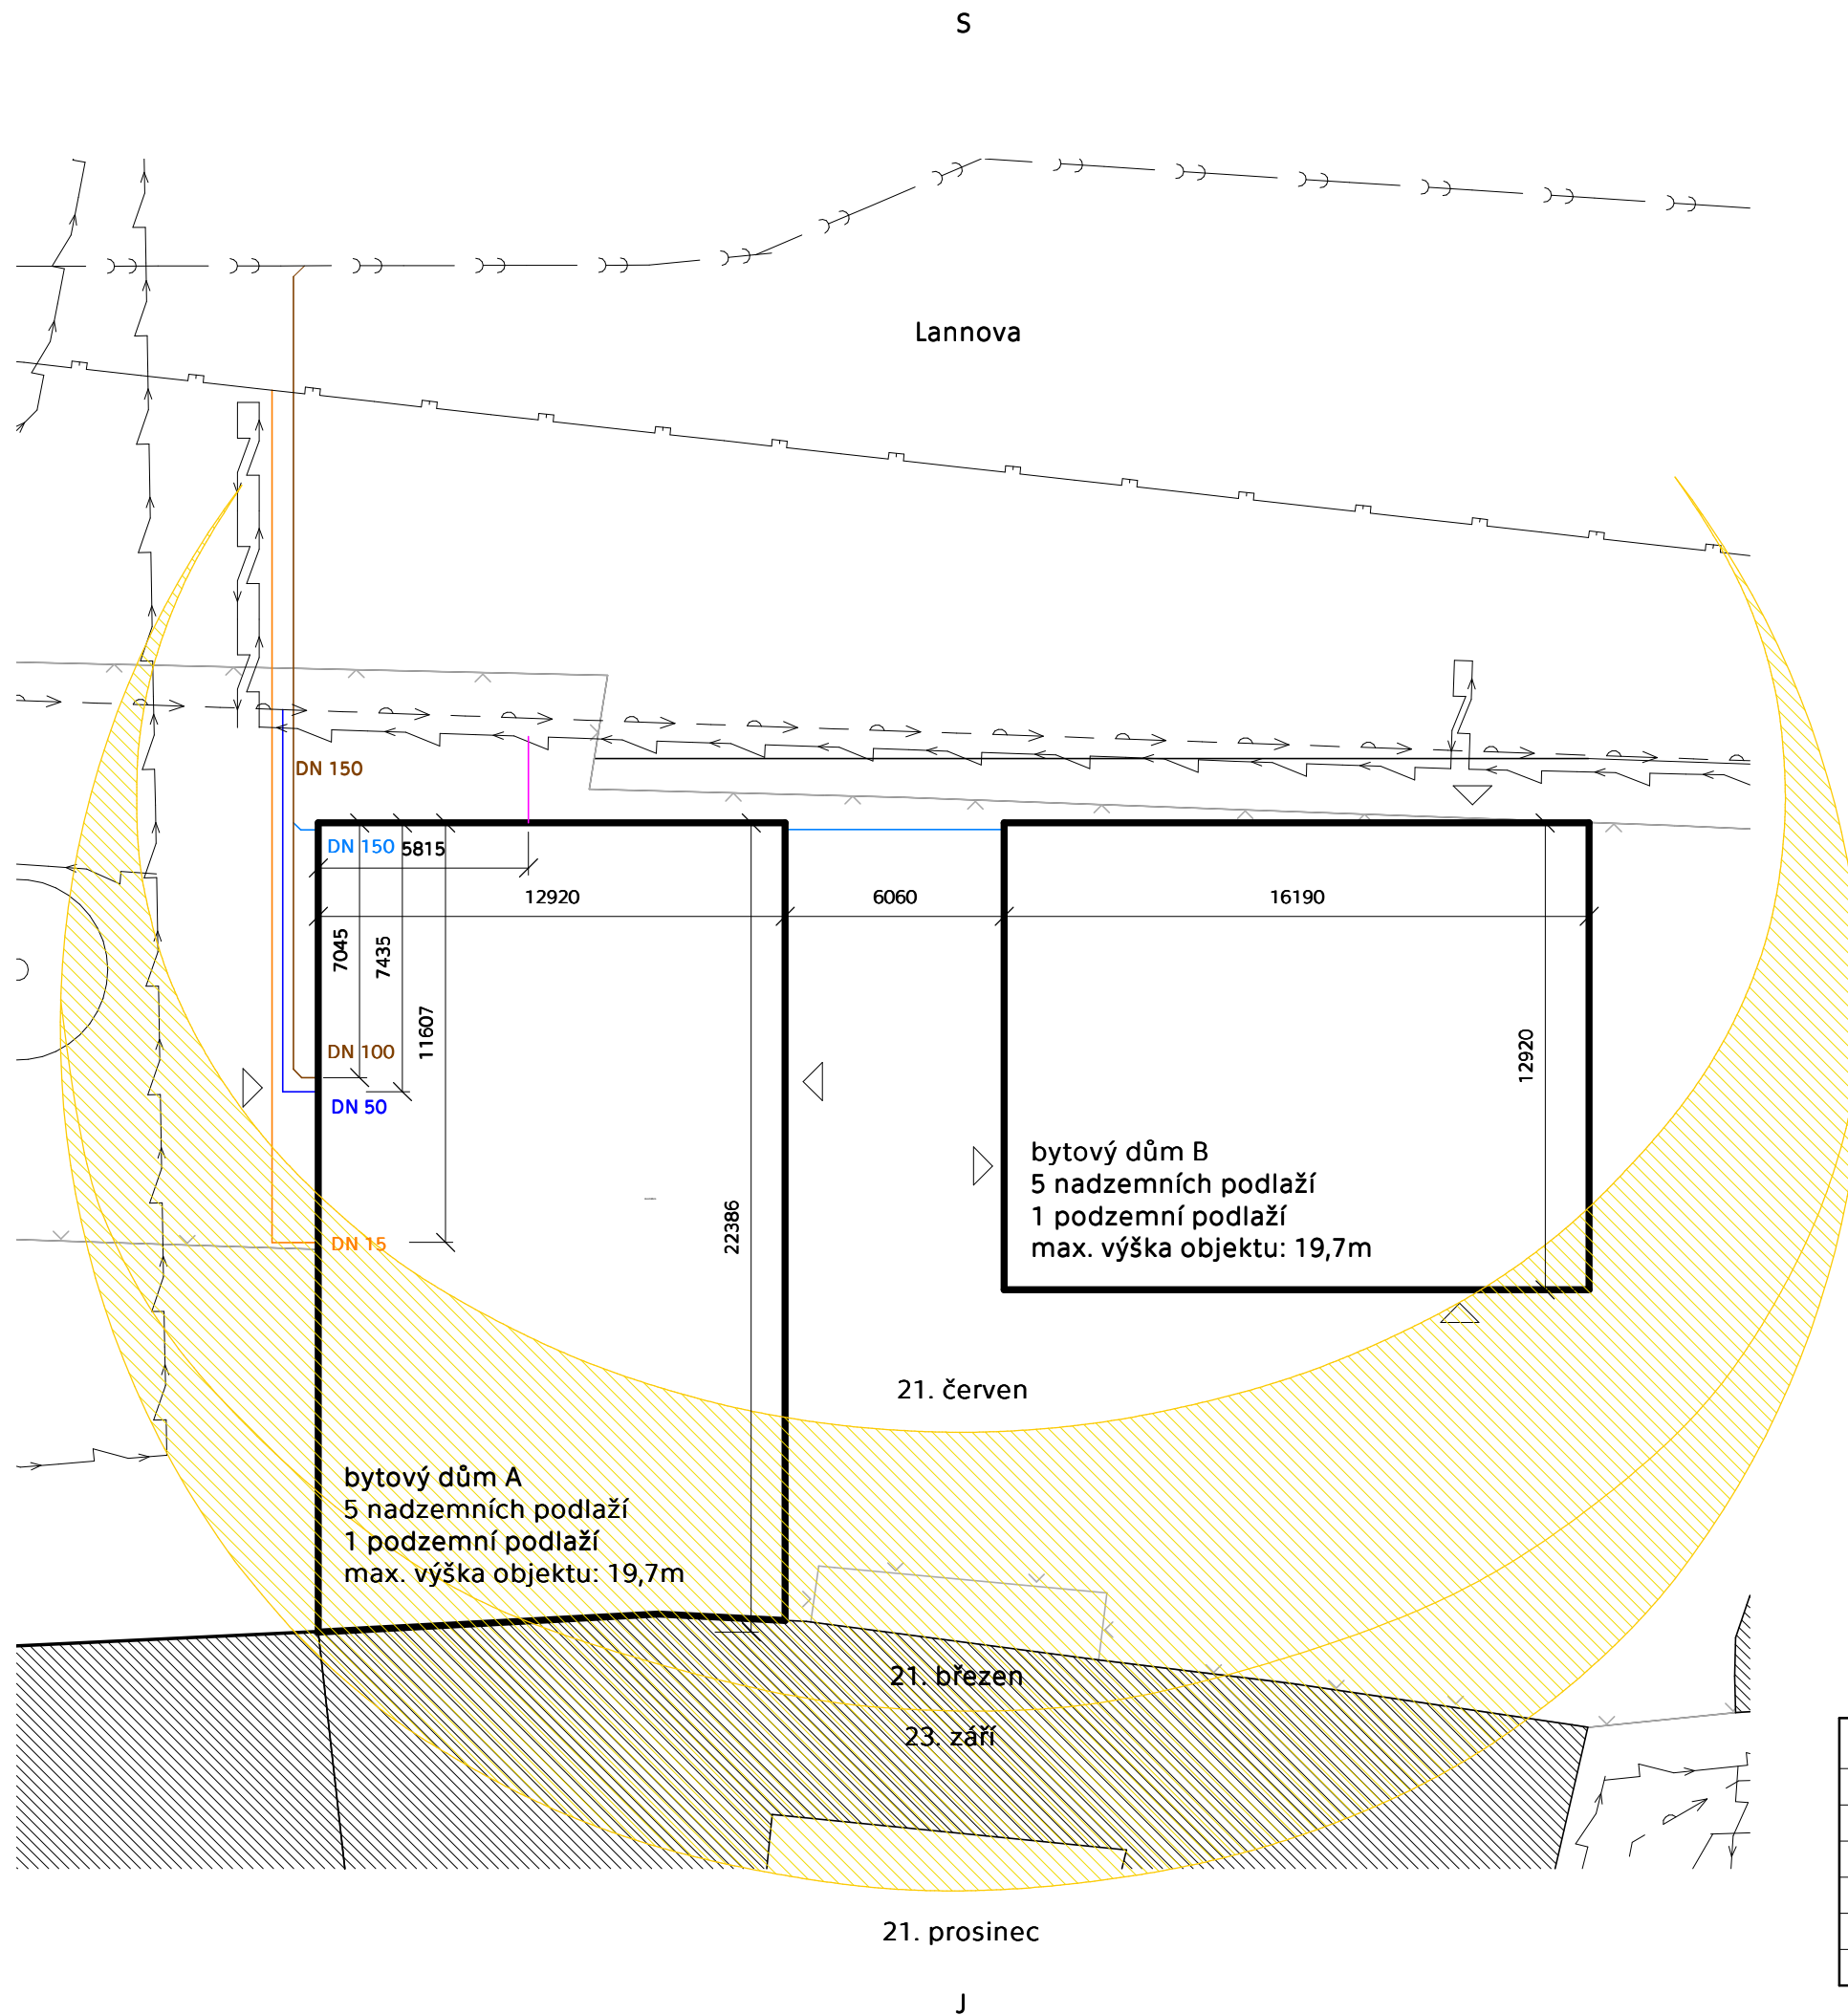 S
Lannova
DN 150
DN 150
5815
12920
6060
16190
7045
7435
11607
DN 100
DN 50
12920
bytový dům B
5 nadzemních podlaží
1 podzemní podlaží
max. výška objektu: 19,7m
22386
DN 15
21. červen
bytový dům A
5 nadzemních podlaží
1 podzemní podlaží
max. výška objektu: 19,7m
21. březen
23. září
21. prosinec
J